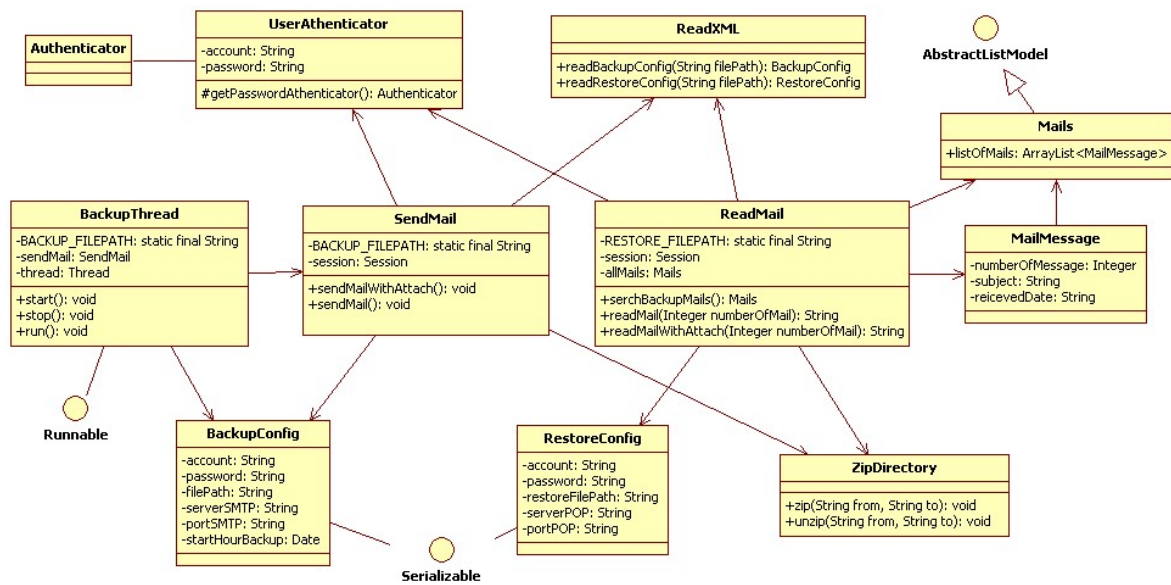 Authenticator
UserAthenticator
-account: String
-password: String
#getPasswordAthenticator(): Authenticator
ReadXML
+readBackupConfig(String filePath): BackupConfig
+readRestoreConfig(String filePath): RestoreConfig
AbstractListModel
Mails
+listOfMails: ArrayList<MailMessage>
BackupThread
-BACKUP_FILEPATH: static final String
-sendMail: SendMail
-thread: Thread
+start(): void
+stop(): void
+run(): void
SendMail
-BACKUP_FILEPATH: static final String
-session: Session
+sendMailWithAttach(): void
+sendMail(): void
ReadMail
-RESTORE_FILEPATH: static final String
-session: Session
-allMails: Mails
+serchBackupMails(): Mails
+readMail(Integer numberOfMail): String
+readMailWithAttach(Integer numberOfMail): String
MailMessage
-numberOfMessage: Integer
-subject: String
-reicevedDate: String
Runnable
BackupConfig
-account: String
-password: String
-filePath: String
-serverSMTP: String
-portSMTP: String
-startHourBackup: Date
Serializable
RestoreConfig
-account: String
-password: String
-restoreFilePath: String
-serverPOP: String
-portPOP: String
ZipDirectory
+zip(String from, String to): void
+unzip(String from, String to): void